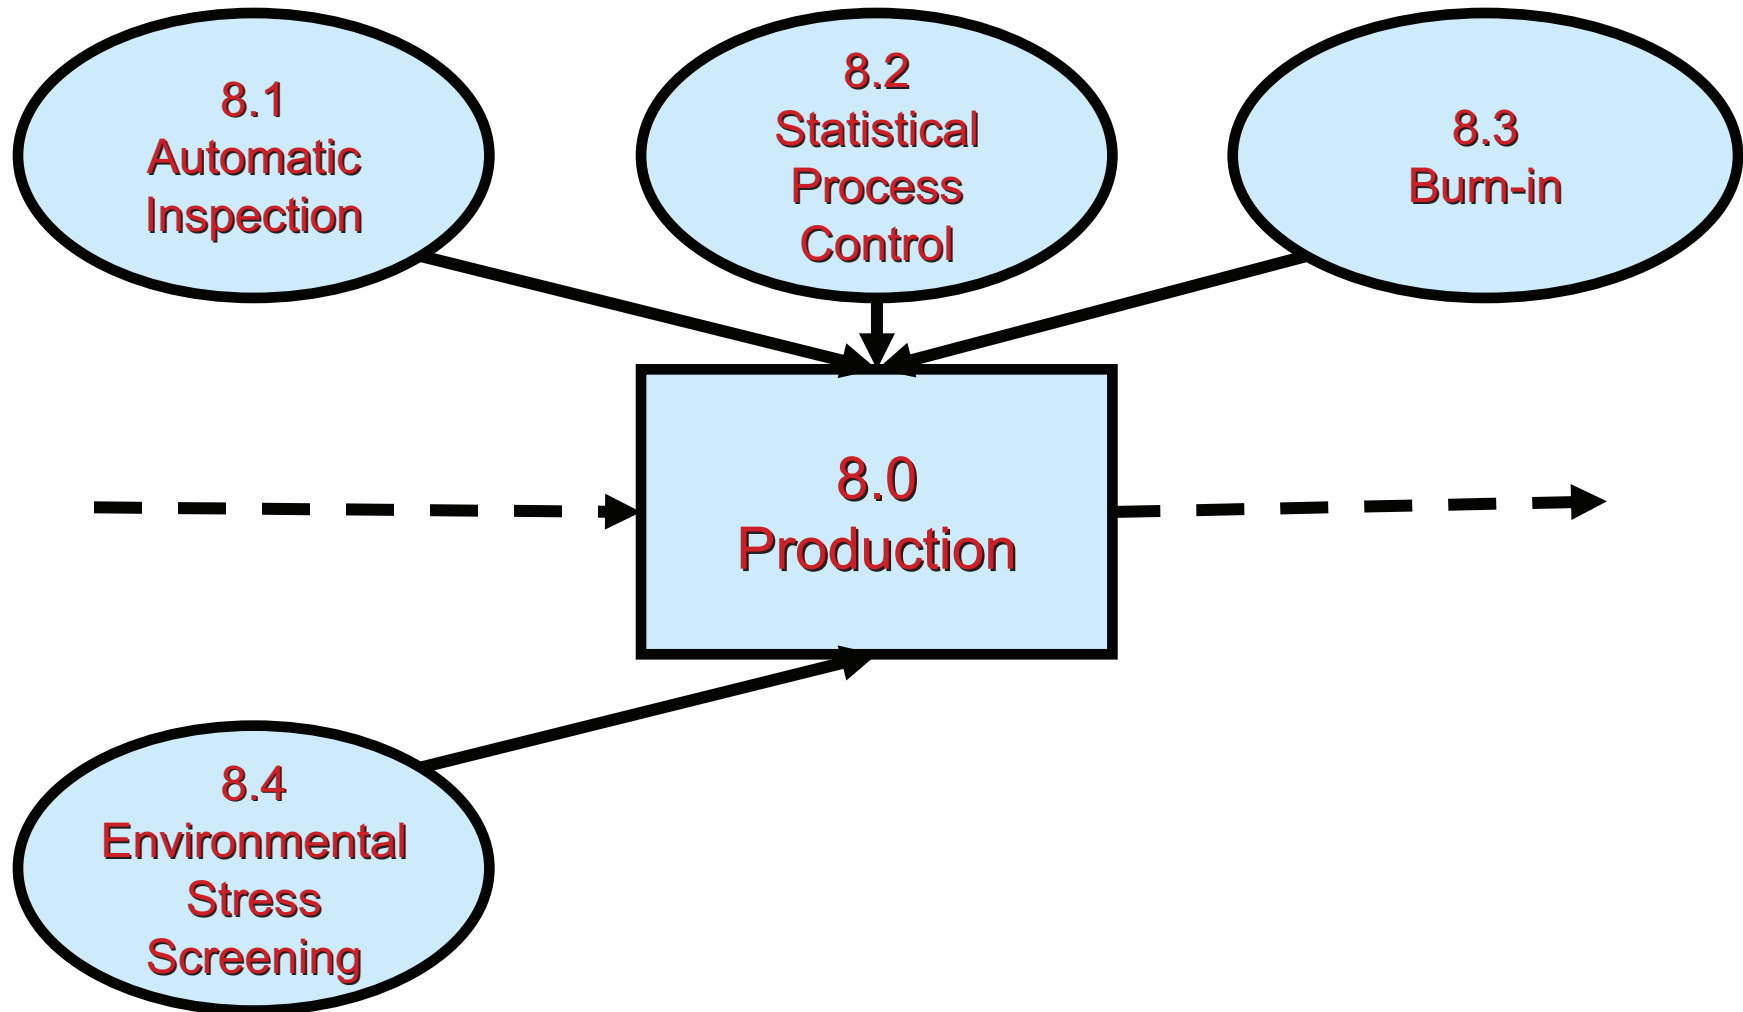 8.1
Automatic
Inspection
8.2
Statistical
Process
Control
8.3
Burn-in
8.0
Production
8.4
Environmental
Stress
Screening